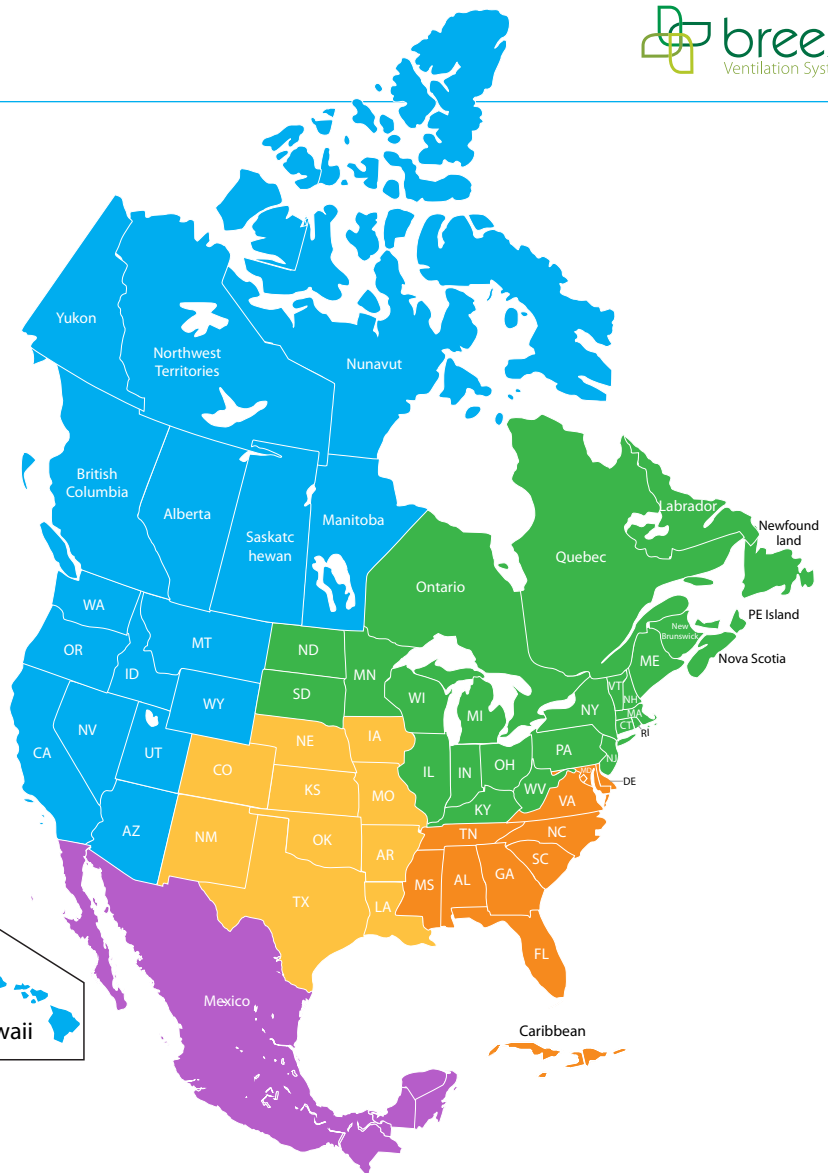 bree
Ventilation Syst
Yukon
Northwest
Territories
Nunavut
British
Columbia
Alberta
Saskatc
hewan
Manitoba
Ontario
Quebec
Labrador
Newfound
land
PE Island
New
Brunswick
Nova Scotia
WA
OR
ID
MT
WY
ND
SD
MN
WI
MI
ME
VT
NH
MA
CT
RI
NY
CA
NV
UT
AZ
CO
NE
IA
KS
MO
IL
IN
OH
PA
NJ
WV
KY
MD
DE
VA
NM
OK
AR
TX
LA
TN
NC
SC
MS
AL
GA
FL
Mexico
waii
Caribbean